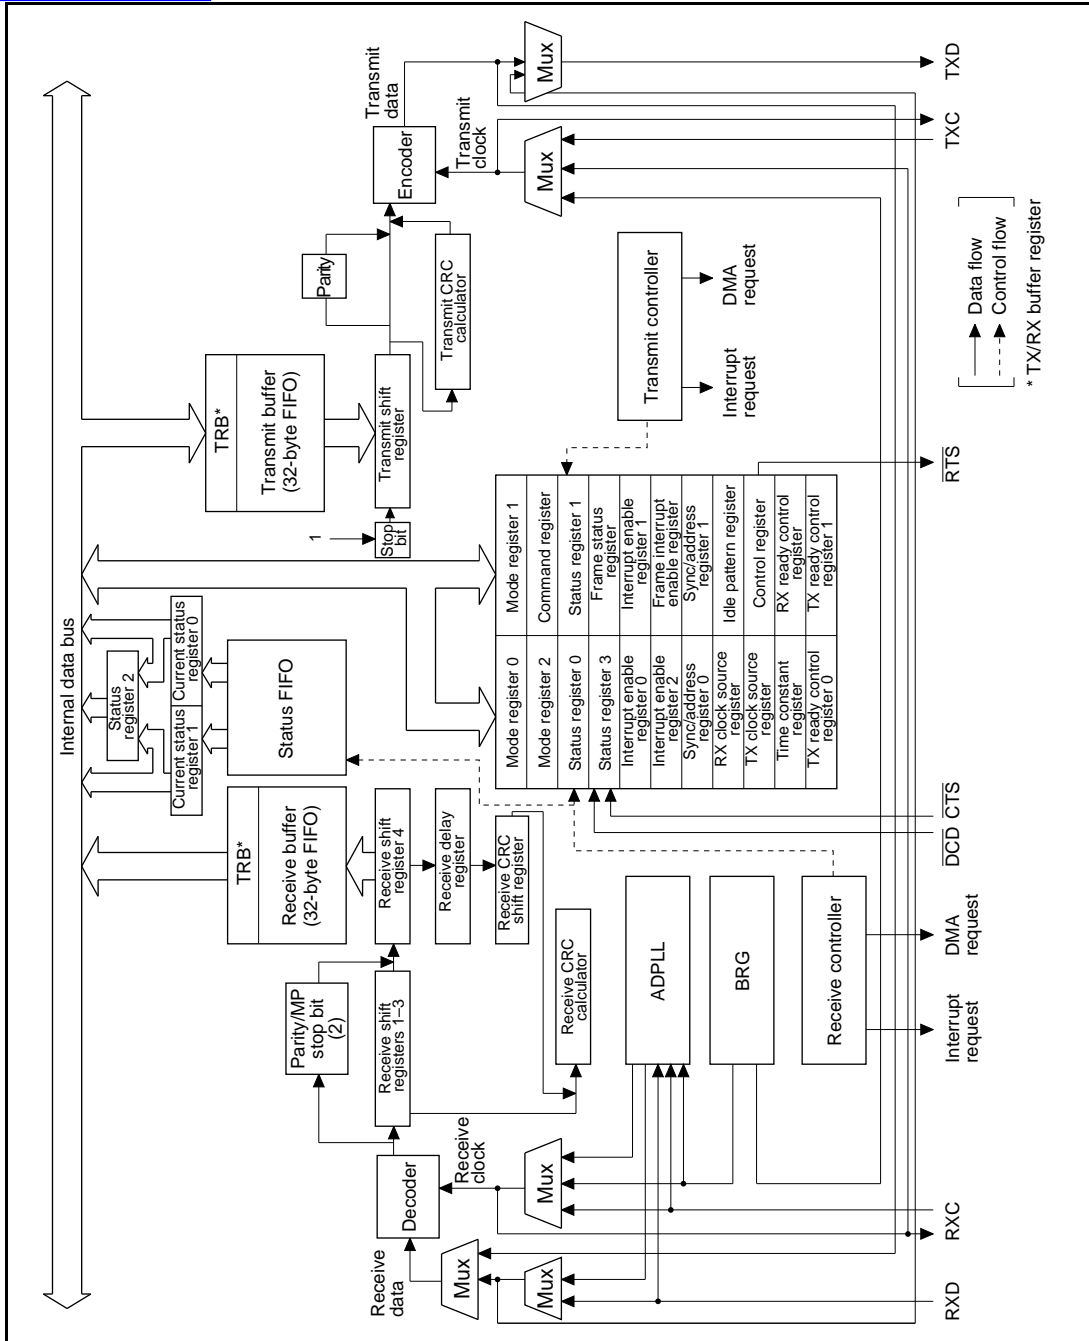 Internal data bus
TRB*
Receive buffer
(32-byte FIFO)
Current status
register 1
Current status
register 0
Status
register 2
Status FIFO
TRB*
Transmit buffer
(32-byte FIFO)
Parity/MP
stop bit
(2)
Receive shift
registers 1–3
Receive shift
register 4
Receive delay
register
Receive CRC
shift register
Receive CRC
calculator
1
Stop
bit
Transmit shift
register
Parity
Transmit CRC
calculator
Encoder
Transmit
data
Transmit
clock
Mux
Mux
Receive
data
Decoder
Receive
clock
Mux
Mux
Mux
ADPLL
BRG
Receive controller
Mode register 0
Mode register 1
Mode register 2
Command register
Status register 0
Status register 1
Status register 3
Frame status
register
Interrupt enable
register 0
Interrupt enable
register 1
Interrupt enable
register 2
Frame interrupt
enable register
Sync/address
register 0
Sync/address
register 1
RX clock source
register
Idle pattern register
TX clock source
register
Control register
Time constant
register
RX ready control
register
TX ready control
register 0
TX ready control
register 1
Transmit controller
Interrupt
request
DMA
request
RXD
RXC
Interrupt
request
DMA
request
DCD
CTS
RTS
TXC
TXD
Data flow
Control flow
* TX/RX buffer register